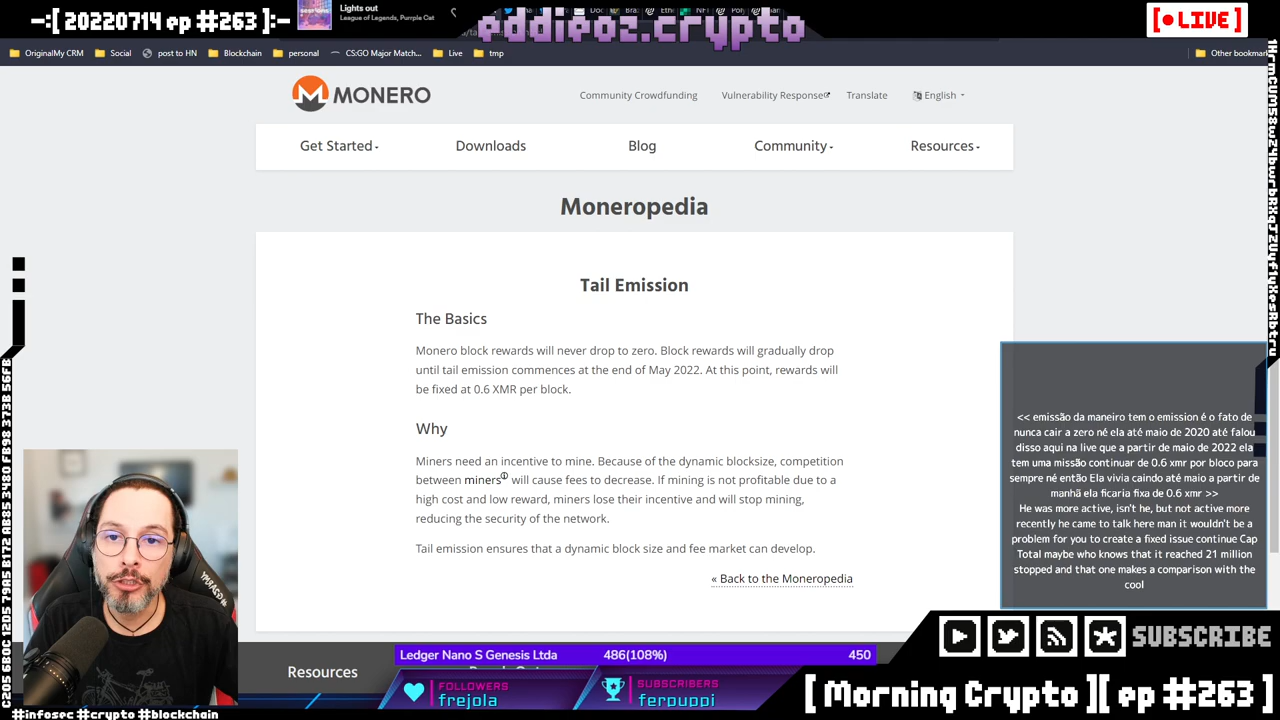 -:[ 20220714 ep #263 ]:-
Lights out
League of Legends, Purple Cat
eddieoz.crypto
[●LIVE]
OriginalMy CRM
Social
post to HN
Blockchain
personal
CS:GO Major Match...
Live
tmp
Other bookmar
MONERO
Community Crowdfunding
Vulnerability Response
Translate
English
Get Started
Downloads
Blog
Community
Resources
Moneropedia
Tail Emission
The Basics
Monero block rewards will never drop to zero. Block rewards will gradually drop
until tail emission commences at the end of May 2022. At this point, rewards will
be fixed at 0.6 XMR per block.
Why
Miners need an incentive to mine. Because of the dynamic blocksize, competition
between miners will cause fees to decrease. If mining is not profitable due to a
high cost and low reward, miners lose their incentive and will stop mining,
reducing the security of the network.
Tail emission ensures that a dynamic block size and fee market can develop.
« Back to the Moneropedia
<< emissão da maneiro tem o emission é o fato de
nunca cair a zero né ela até maio de 2020 até falou
disso aqui na live que a partir de maio de 2022 ela
tem uma missão continuar de 0.6 xmr por bloco para
sempre né então Ela vivia caindo até maio a partir de
manhã ela ficaria fixa de 0.6 xmr >>
He was more active, isn't he, but not active more
recently he came to talk here man it wouldn't be a
problem for you to create a fixed issue continue Cap
Total maybe who knows that it reached 21 million
stopped and that one makes a comparison with the
cool
Resources
Ledger Nano S Genesis Ltda
486(108%)
450
FOLLOWERS
frejola
SUBSCRIBERS
ferpuppi
SUBSCRIBE
[ Morning Crypto ][ ep #263 ]
#infosec #crypto #blockchain